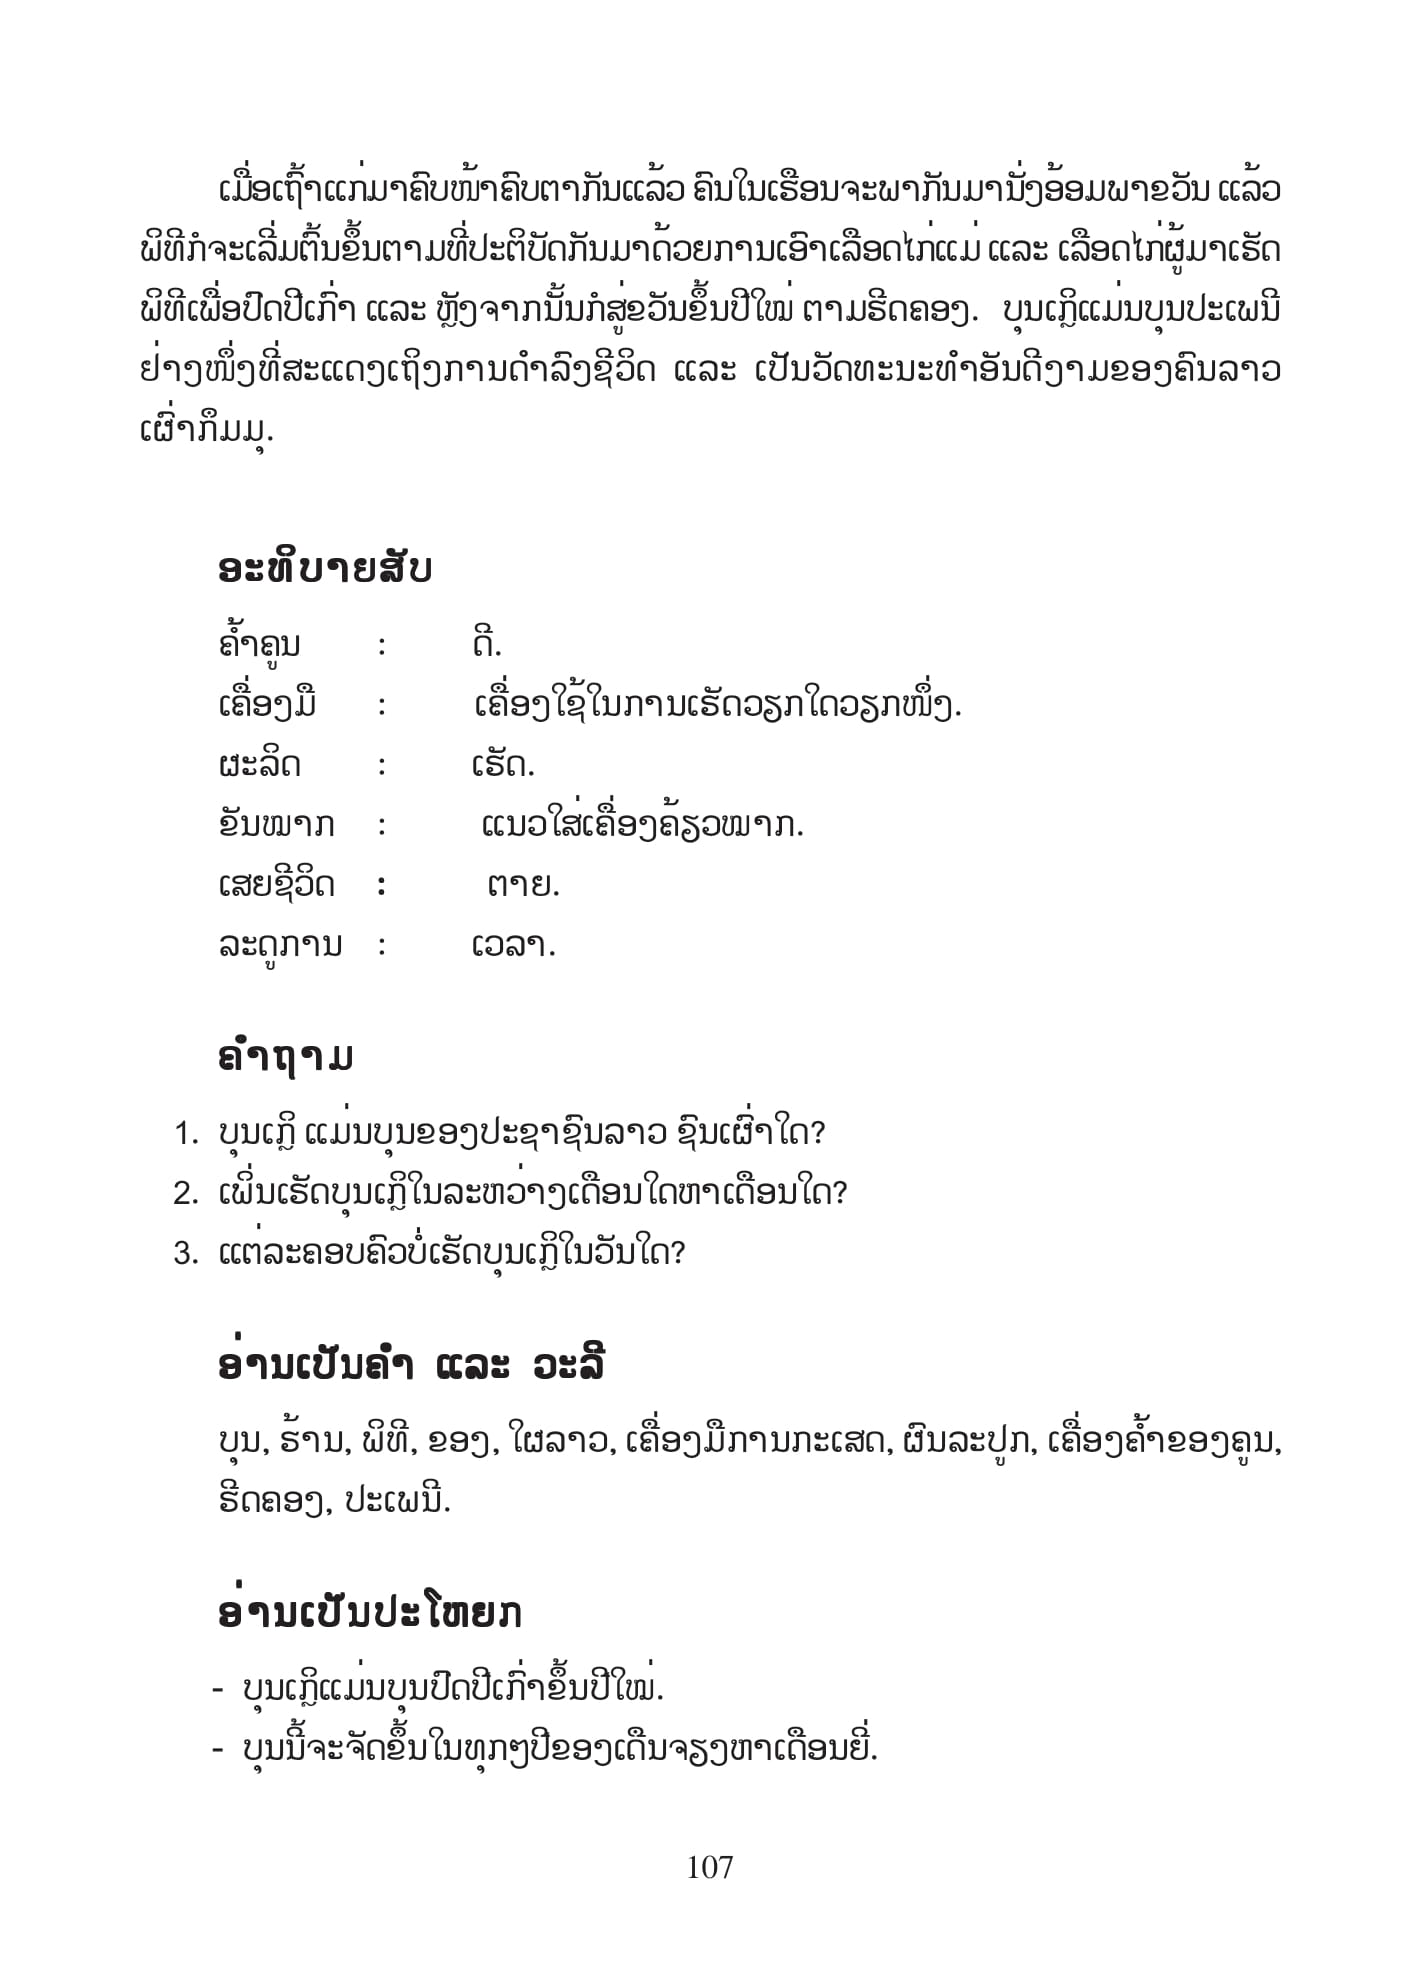 ເມື່ອເຖົ້າແກ່ມາຄົບໜ້າຄົບຕາກັນແລ້ວ ຄົນໃນເຮືອນຈະພາກັນມານັ່ງອ້ອມພາຂວັນ ແລ້ວ
ພິທີກໍຈະເລີ່ມຕົ້ນຂຶ້ນຕາມທີ່ປະຕິບັດກັນມາດ້ວຍການເອົາເລືອດໄກ່ແມ່ ແລະ ເລືອດໄກ່ຜູ້ມາເຮັດ
ພິທີເພື່ອປົດປີເກົ່າ ແລະ ຫຼັງຈາກນັ້ນກໍສູ່ຂວັນຂຶ້ນປີໃໝ່ ຕາມຮີດຄອງ. ບຸນເກຼິແມ່ນບຸນປະເພນີ
ຢ່າງໜຶ່ງທີ່ສະແດງເຖິງການດຳລົງຊີວິດ ແລະ ເປັນວັດທະນະທຳອັນດີງາມຂອງຄົນລາວ
ເຜົ່າກຶມມຸ.
ອະທິບາຍສັບ
ຄ້ຳຄູນ : ດີ.
ເຄື່ອງມື : ເຄື່ອງໃຊ້ໃນການເຮັດວຽກໃດວຽກໜຶ່ງ.
ຜະລິດ : ເຮັດ.
ຂັນໝາກ : ແນວໃສ່ເຄື່ອງຄ້ຽວໝາກ.
ເສຍຊີວິດ : ຕາຍ.
ລະດູການ : ເວລາ.
ຄຳຖາມ
1. ບຸນເກຼິ ແມ່ນບຸນຂອງປະຊາຊົນລາວ ຊົນເຜົ່າໃດ?
2. ເພິ່ນເຮັດບຸນເກຼິໃນລະຫວ່າງເດືອນໃດຫາເດືອນໃດ?
3. ແຕ່ລະຄອບຄົວບໍ່ເຮັດບຸນເກຼິໃນວັນໃດ?
ອ່ານເປັນຄຳ ແລະ ວະລີ
ບຸນ, ຮ້ານ, ພິທີ, ຂອງ, ໃຜລາວ, ເຄື່ອງມືການກະເສດ, ຜົນລະປູກ, ເຄື່ອງຄ້ຳຂອງຄູນ,
ຮີດຄອງ, ປະເພນີ.
ອ່ານເປັນປະໂຫຍກ
- ບຸນເກຼິແມ່ນບຸນປົດປີເກົ່າຂຶ້ນປີໃໝ່.
- ບຸນນີ້ຈະຈັດຂຶ້ນໃນທຸກໆປີຂອງເດືນຈຽງຫາເດືອນຍີ່.
107